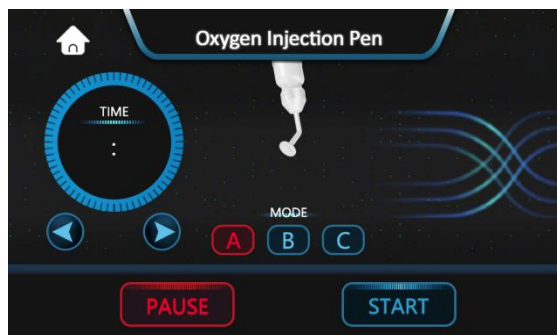 Oxygen Injection Pen
TIME
:
MODE
A B C
PAUSE START